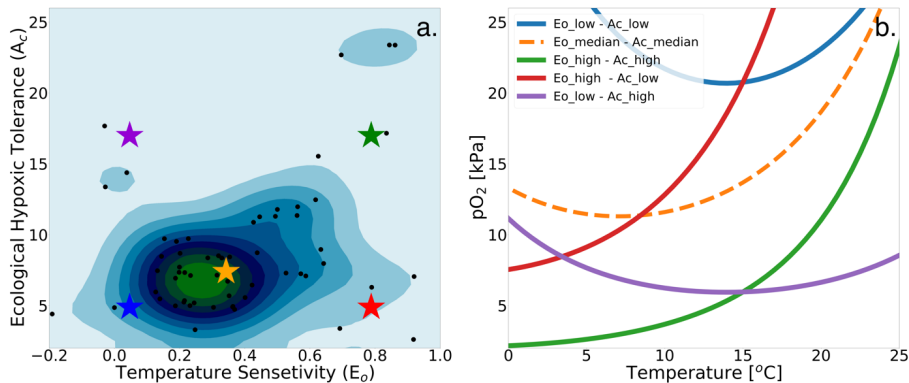 a.
25
20
15
10
5
Ecological Hypoxic Tolerance (Ac)
−0.2 0.0 0.2 0.4 0.6 0.8 1.0
Temperature Sensetivity (Eo)
b.
Eo_low - Ac_low
Eo_median - Ac_median
Eo_high - Ac_high
Eo_high - Ac_low
Eo_low - Ac_high
25
20
15
10
5
pO2 [kPa]
0 5 10 15 20 25
Temperature [oC]